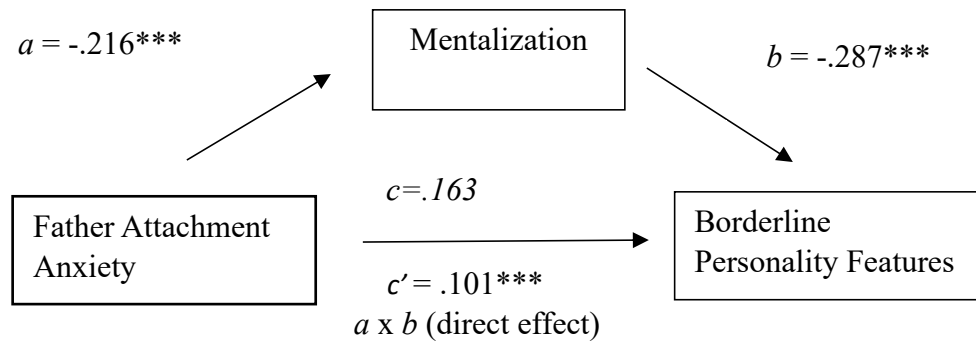 a = -.216***
Mentalization
b = -.287***
c=.163
Father Attachment
Anxiety
Borderline
Personality Features
c′ = .101***
a x b (direct effect)